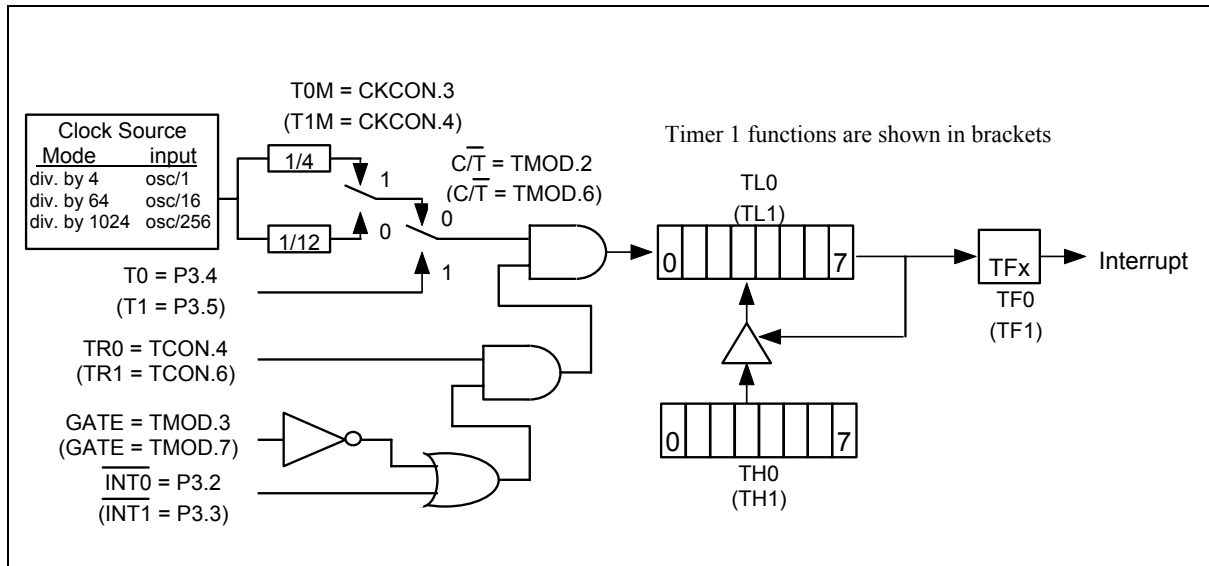 T0M = CKCON.3
(T1M = CKCON.4)
Timer 1 functions are shown in brackets
Clock Source
Mode input
div. by 4 osc/1
div. by 64 osc/16
div. by 1024 osc/256
1/4
1
1/12
0
C/T̅ = TMOD.2
(C/T̅ = TMOD.6)
0
1
TL0
(TL1)
0 7
TFx
Interrupt
TF0
(TF1)
T0 = P3.4
(T1 = P3.5)
TR0 = TCON.4
(TR1 = TCON.6)
GATE = TMOD.3
(GATE = TMOD.7)
I̅N̅T̅0̅ = P3.2
(I̅N̅T̅1̅ = P3.3)
0 7
TH0
(TH1)